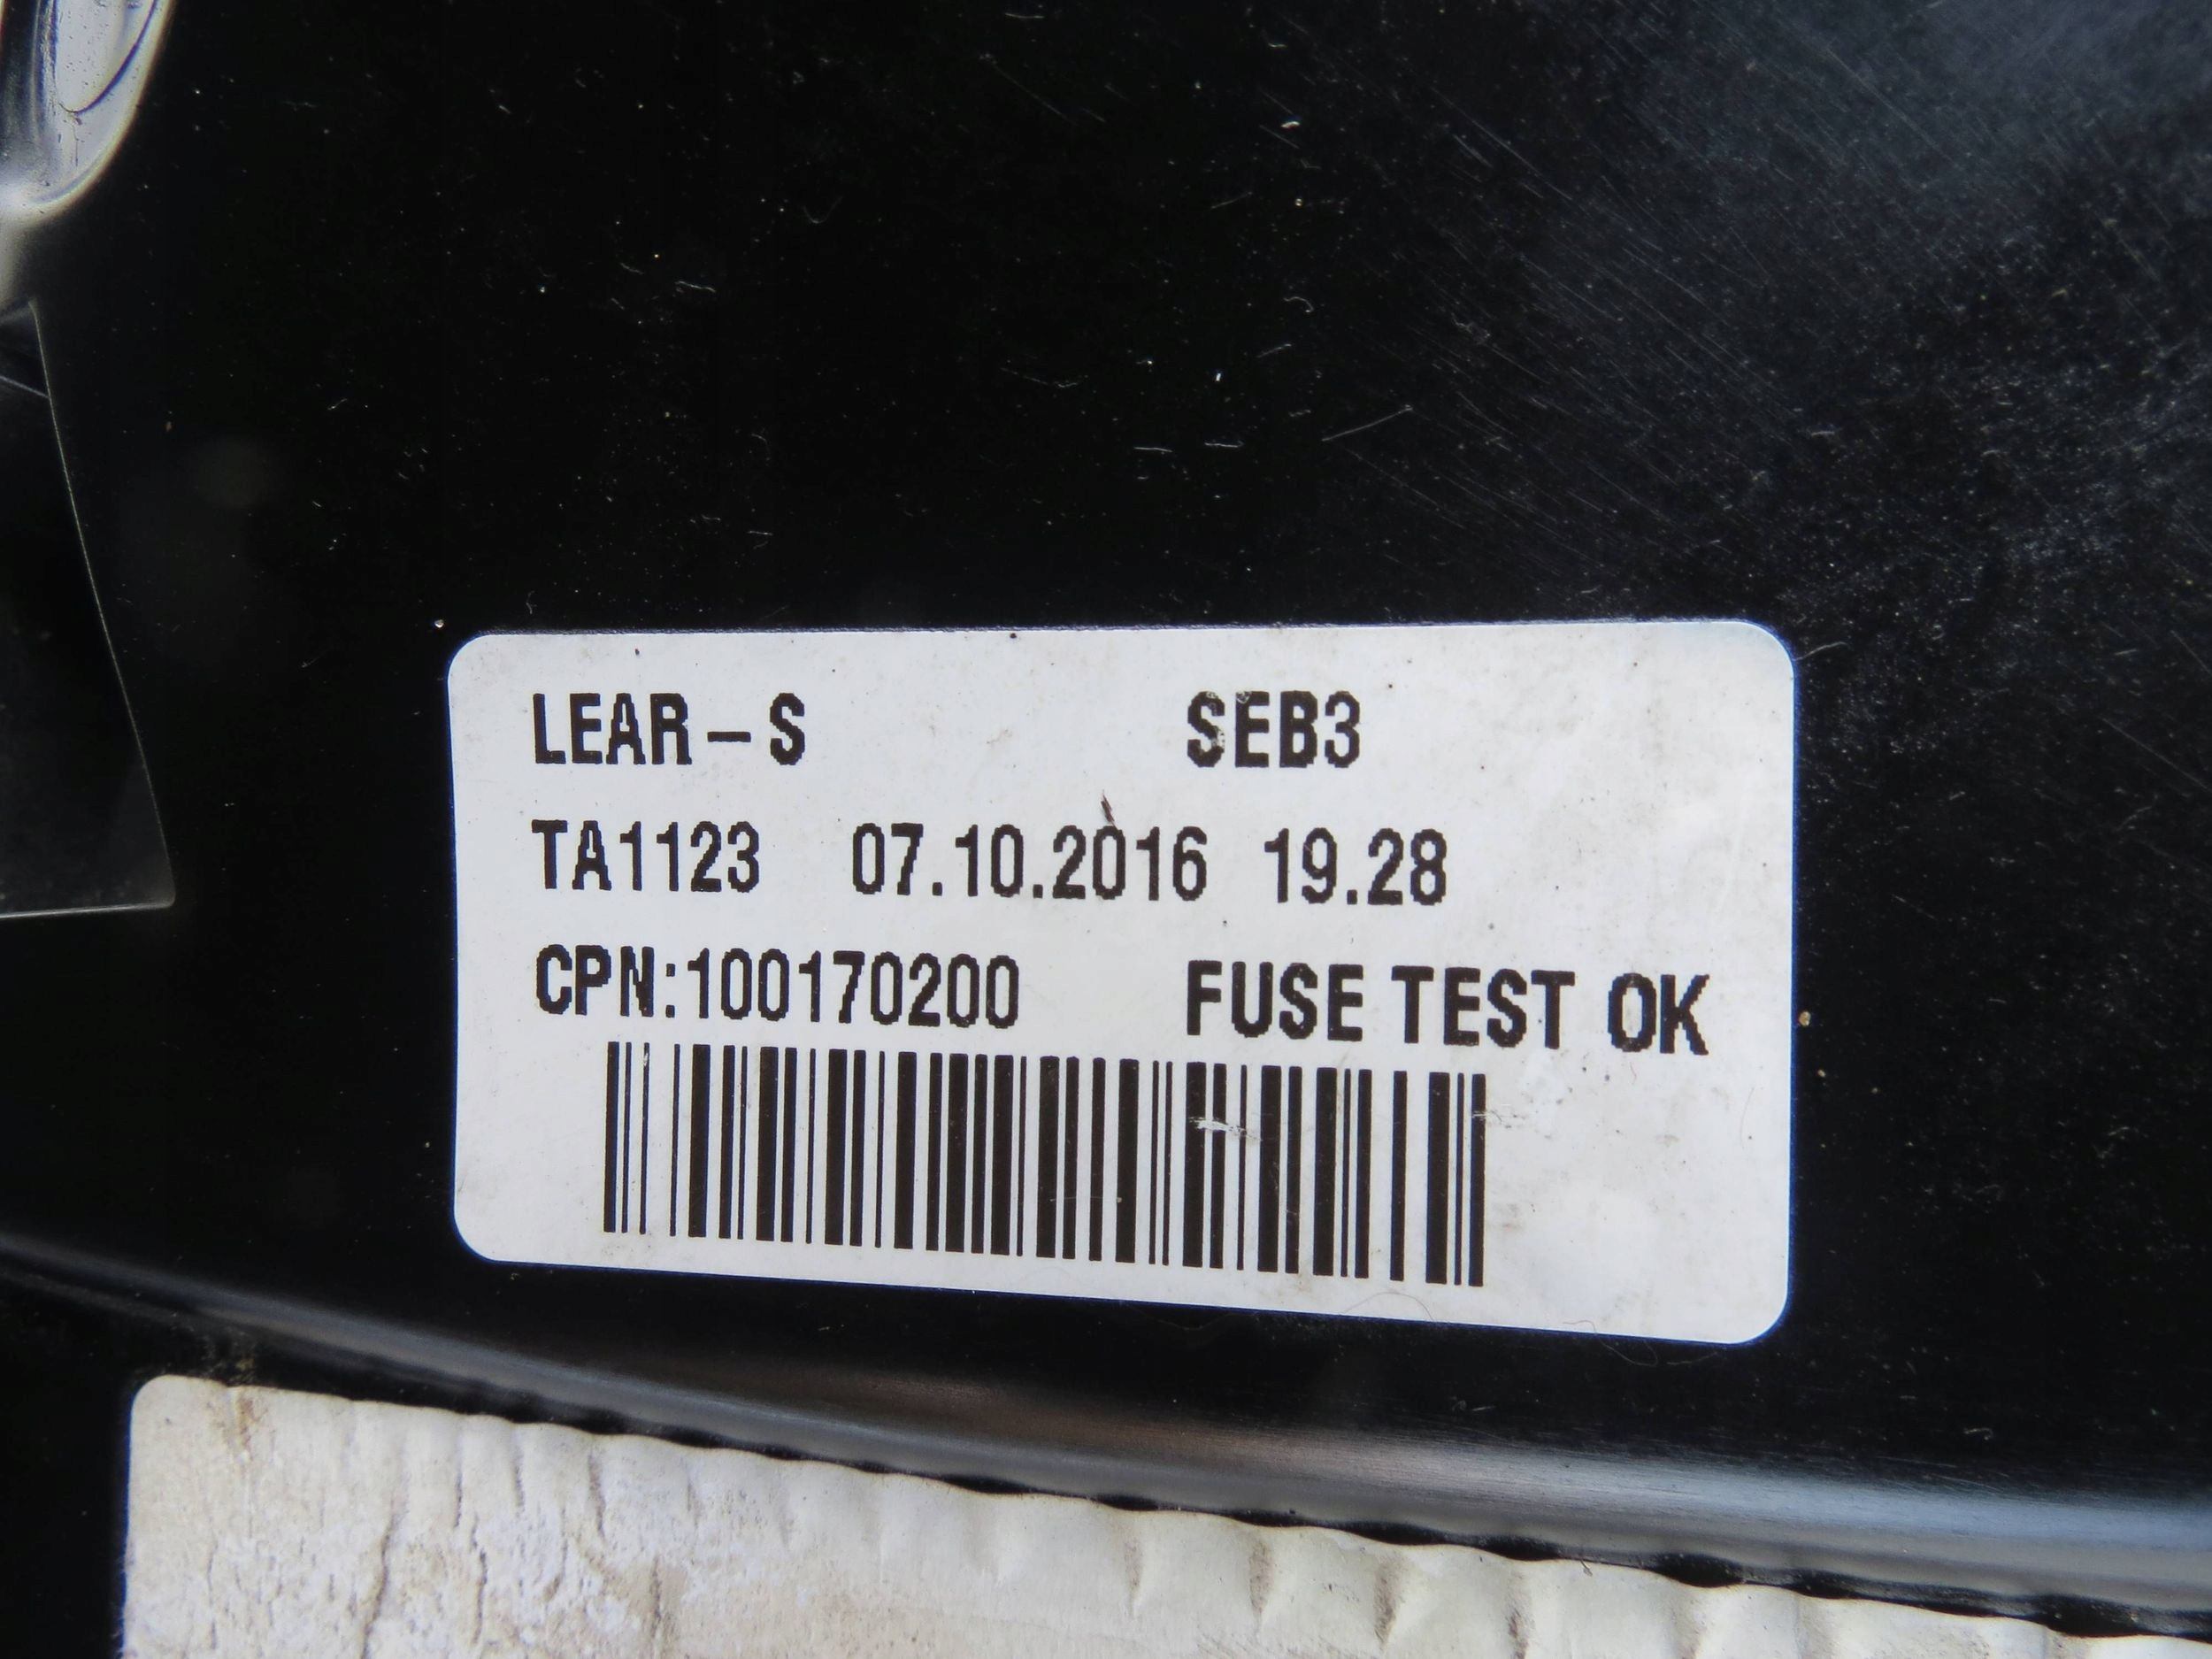 LEAR – S SEB3
TA1123 07.10.2016 19.28
CPN:100170200 FUSE TEST OK